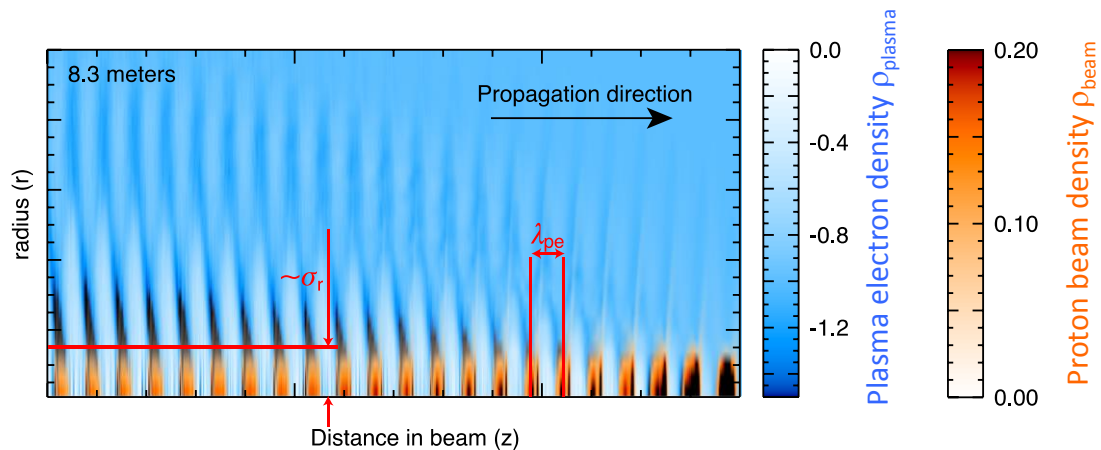 8.3 meters
Propagation direction
radius (r)
~σr
λpe
Distance in beam (z)
0.0
-0.4
-0.8
-1.2
Plasma electron density ρplasma
0.20
0.10
0.00
Proton beam density ρbeam